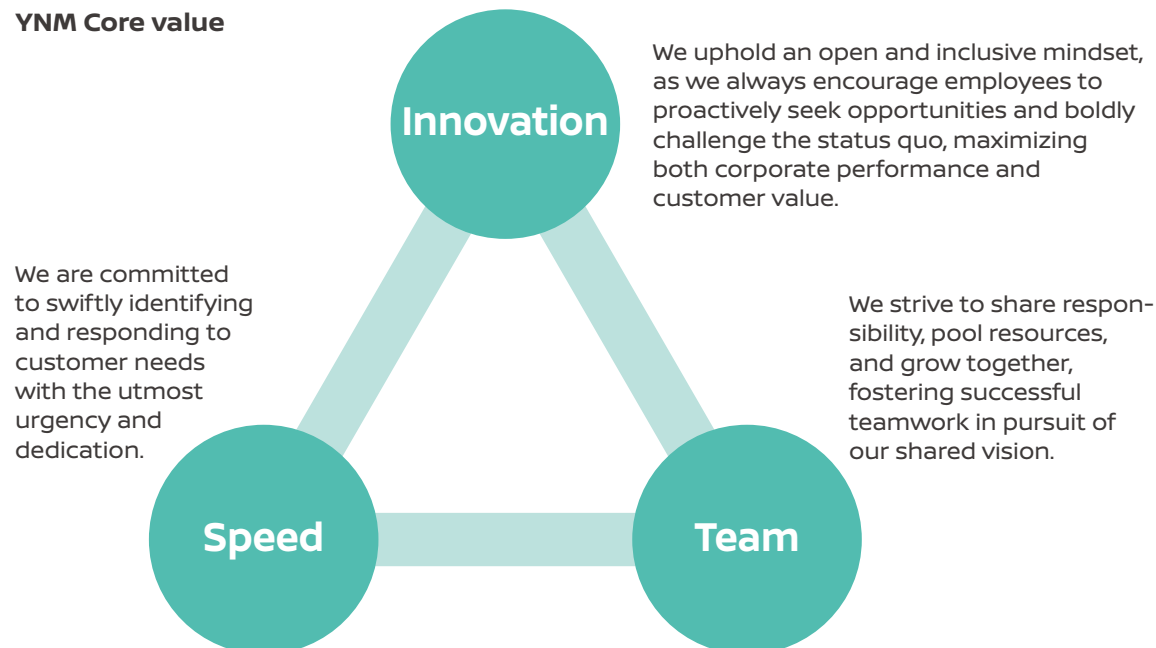 YNM Core value
Innovation
We uphold an open and inclusive mindset,
as we always encourage employees to
proactively seek opportunities and boldly
challenge the status quo, maximizing
both corporate performance and
customer value.
We are committed
to swiftly identifying
and responding to
customer needs
with the utmost
urgency and
dedication.
We strive to share respon-
sibility, pool resources,
and grow together,
fostering successful
teamwork in pursuit of
our shared vision.
Speed
Team